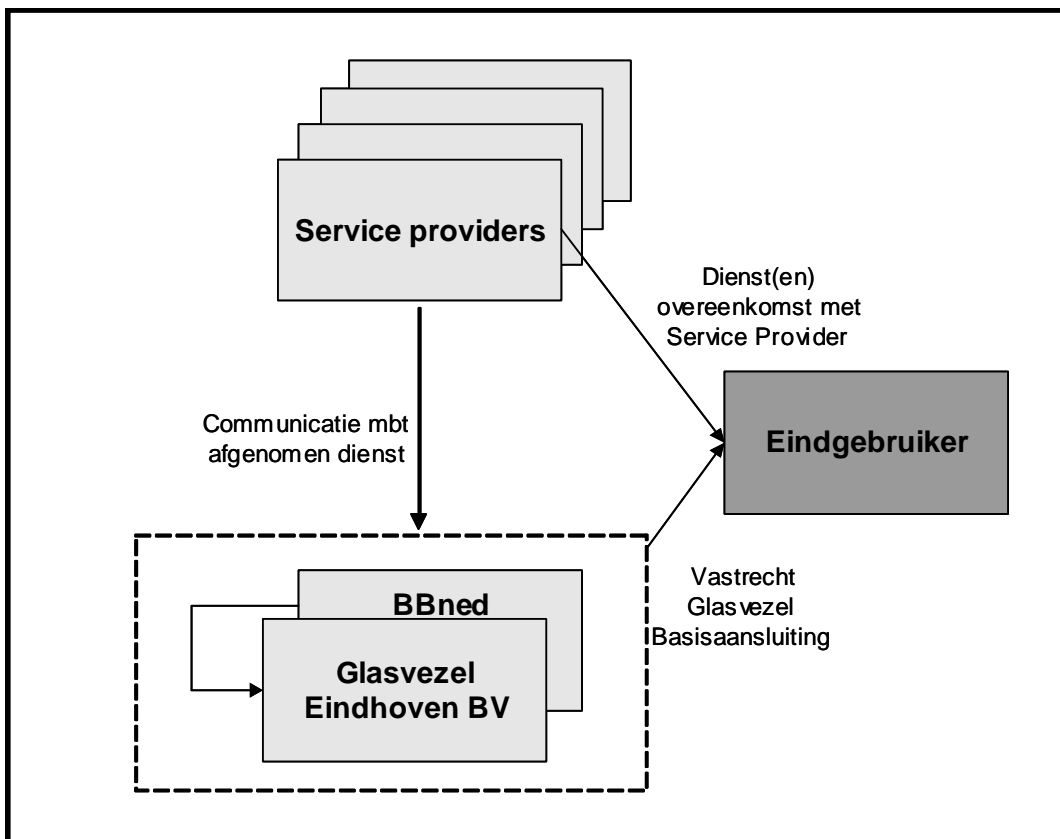 Service providers
Dienst(en)
overeenkomst met
Service Provider
Eindgebruiker
Communicatie mbt
afgenomen dienst
BBned
Glasvezel
Eindhoven BV
Vastrecht
Glasvezel
Basisaansluiting